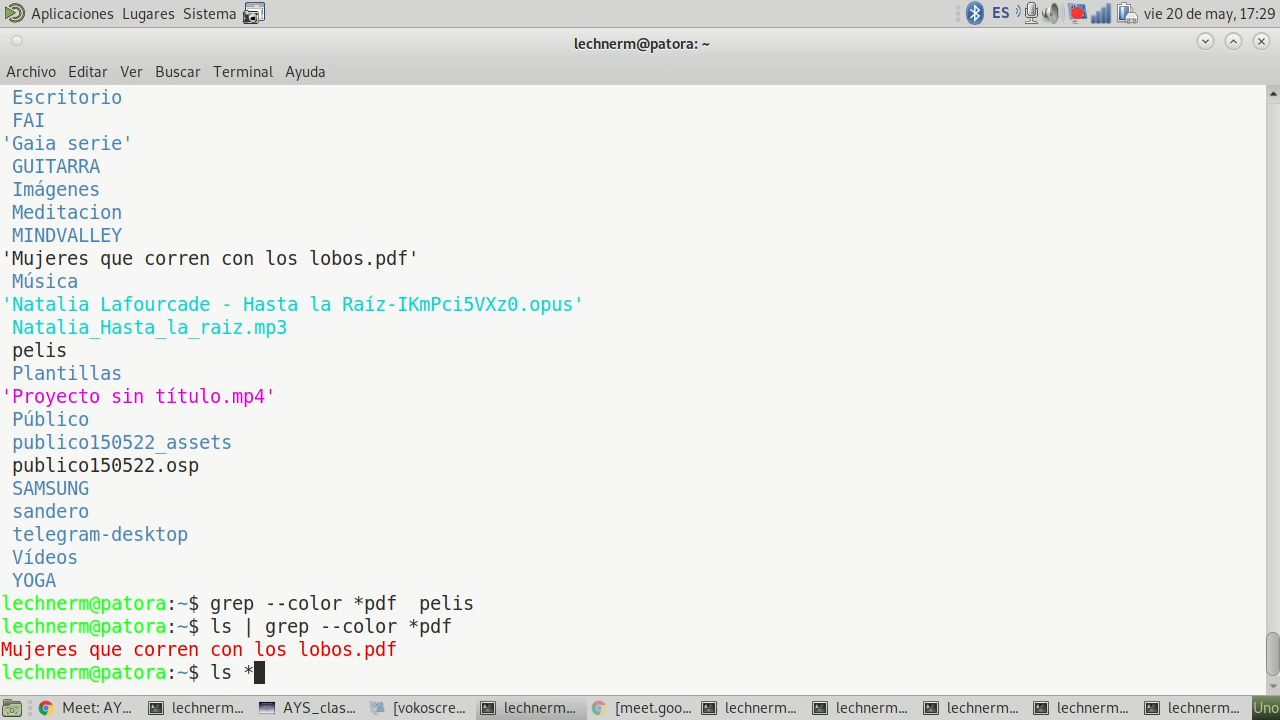 Aplicaciones Lugares Sistema ES vie 20 de may, 17:29
lechnerm@patora: ~
Archivo Editar Ver Buscar Terminal Ayuda
Escritorio
FAI
'Gaia serie'
GUITARRA
Imágenes
Meditacion
MINDVALLEY
'Mujeres que corren con los lobos.pdf'
Música
'Natalia Lafourcade - Hasta la Raíz-IKmPci5VXz0.opus'
Natalia_Hasta_la_raiz.mp3
pelis
Plantillas
'Proyecto sin título.mp4'
Público
publico150522_assets
publico150522.osp
SAMSUNG
sandero
telegram-desktop
Vídeos
YOGA
lechnerm@patora:~$ grep --color *pdf  pelis
lechnerm@patora:~$ ls | grep --color *pdf
Mujeres que corren con los lobos.pdf
lechnerm@patora:~$ ls *
Meet: AY... lechnerm... AYS_clas... [vokoscre... lechnerm... [meet.goo... lechnerm... lechnerm... lechnerm... lechnerm... lechnerm... Uno